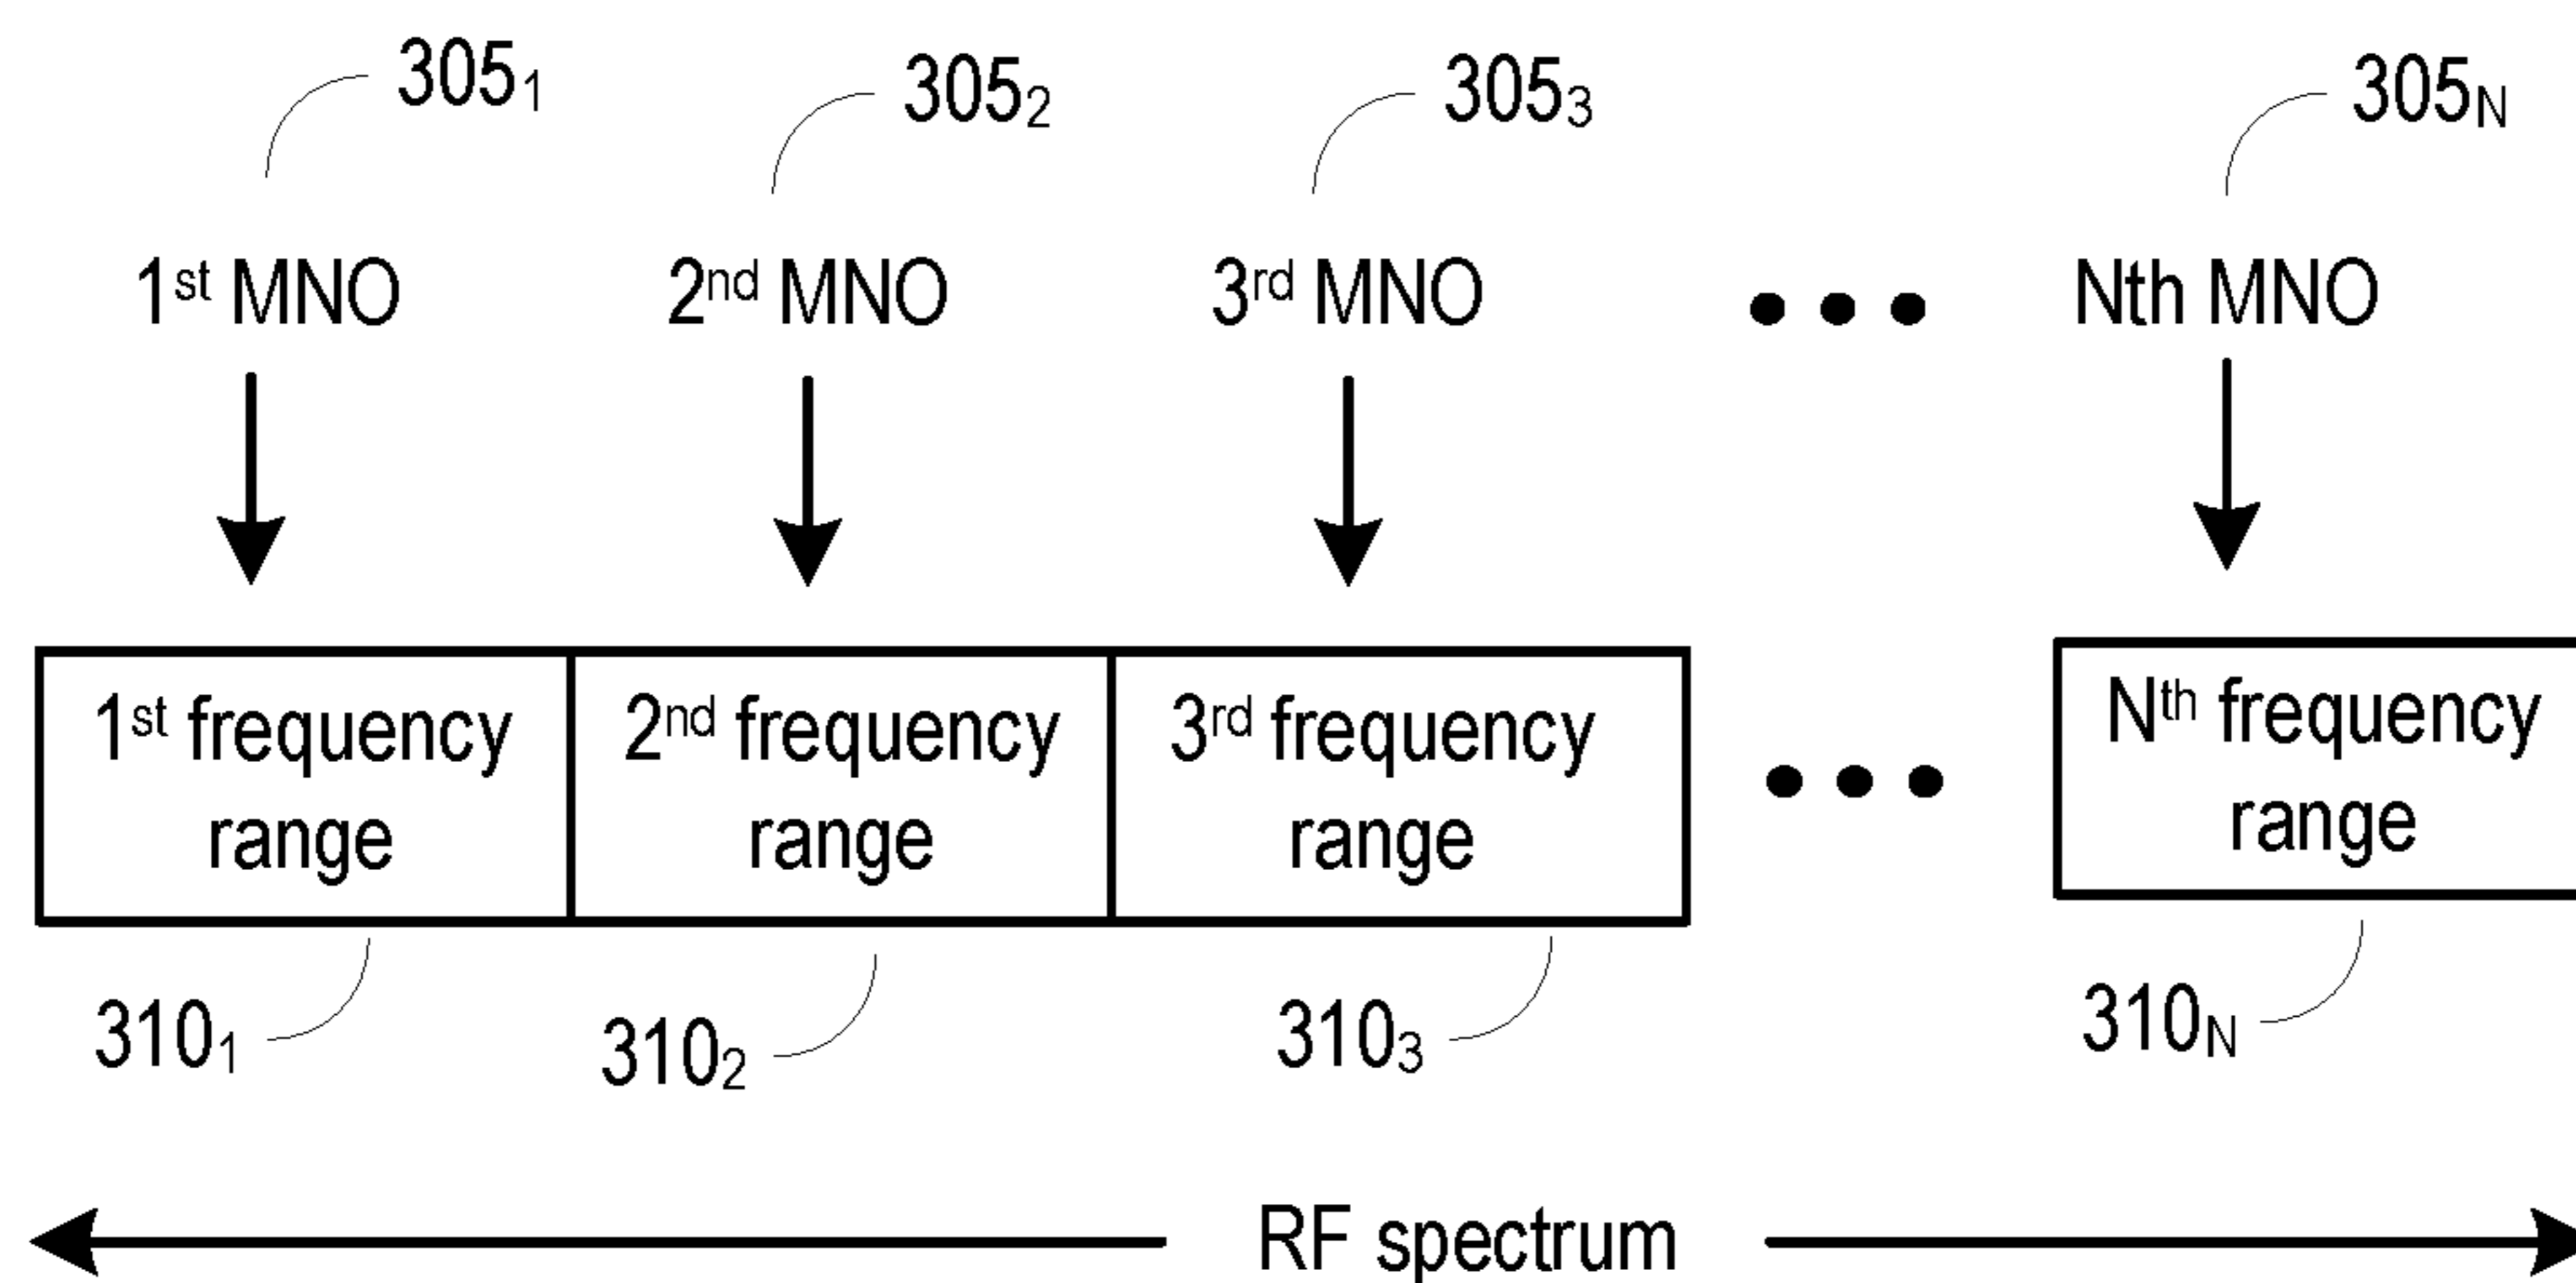 305₁ 305₂ 305₃ 305N
1st MNO 2nd MNO 3rd MNO ••• Nth MNO
1st frequency range 2nd frequency range 3rd frequency range ••• Nth frequency range
310₁ 310₂ 310₃ 310N
RF spectrum